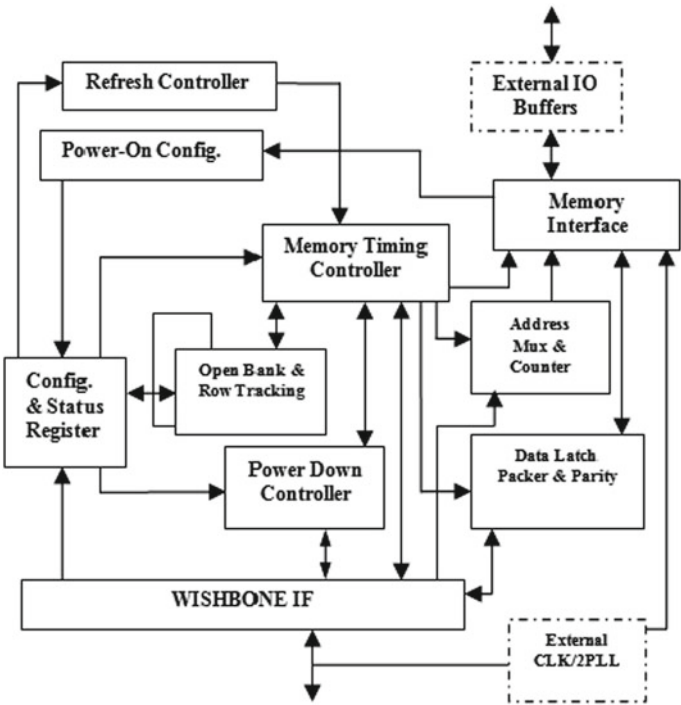 Refresh Controller
External IO
Buffers
Power-On Config.
Memory
Interface
Memory Timing
Controller
Address
Mux &
Counter
Open Bank &
Row Tracking
Config.
& Status
Register
Data Latch
Packer & Parity
Power Down
Controller
WISHBONE IF
External
CLK/2PLL